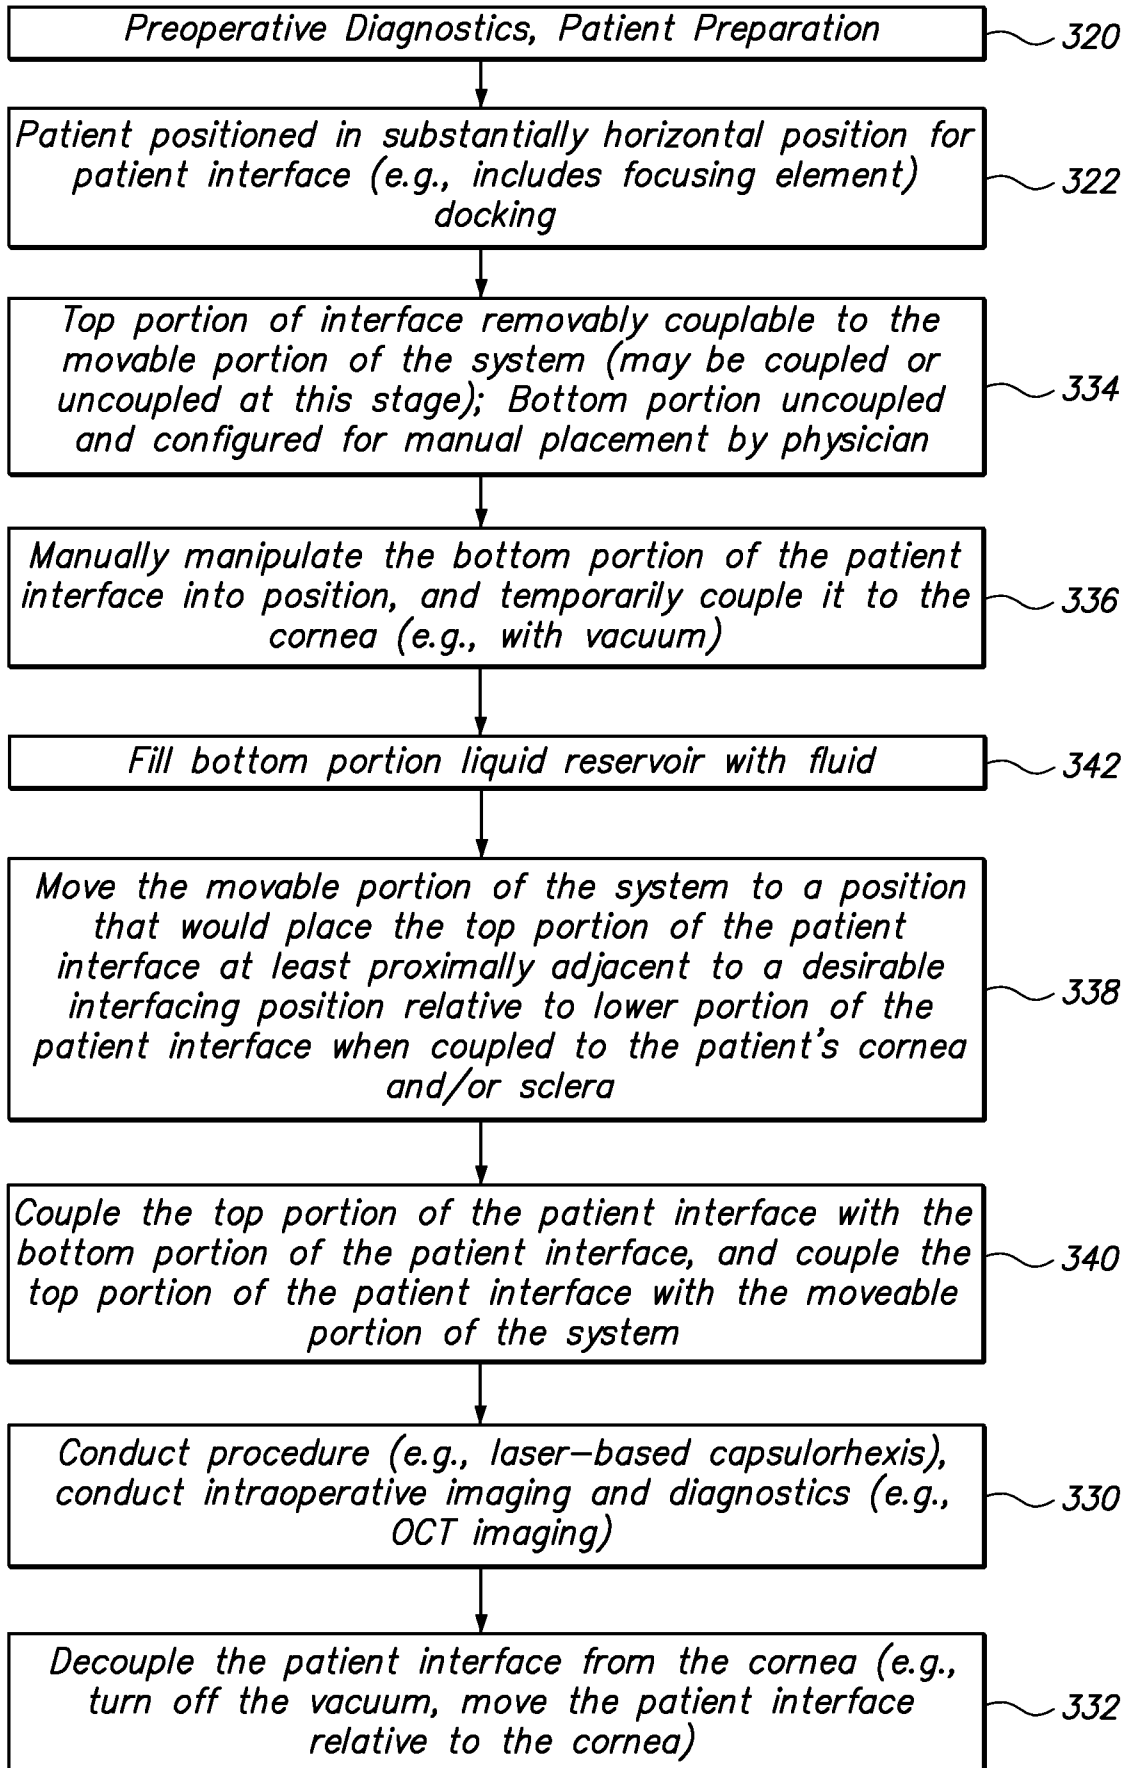 Preoperative Diagnostics, Patient Preparation
320
Patient positioned in substantially horizontal position for
patient interface (e.g., includes focusing element)
docking
322
Top portion of interface removably couplable to the
movable portion of the system (may be coupled or
uncoupled at this stage); Bottom portion uncoupled
and configured for manual placement by physician
334
Manually manipulate the bottom portion of the patient
interface into position, and temporarily couple it to the
cornea (e.g., with vacuum)
336
Fill bottom portion liquid reservoir with fluid
342
Move the movable portion of the system to a position
that would place the top portion of the patient
interface at least proximally adjacent to a desirable
interfacing position relative to lower portion of the
patient interface when coupled to the patient's cornea
and/or sclera
338
Couple the top portion of the patient interface with the
bottom portion of the patient interface, and couple the
top portion of the patient interface with the moveable
portion of the system
340
Conduct procedure (e.g., laser-based capsulorhexis),
conduct intraoperative imaging and diagnostics (e.g.,
OCT imaging)
330
Decouple the patient interface from the cornea (e.g.,
turn off the vacuum, move the patient interface
relative to the cornea)
332